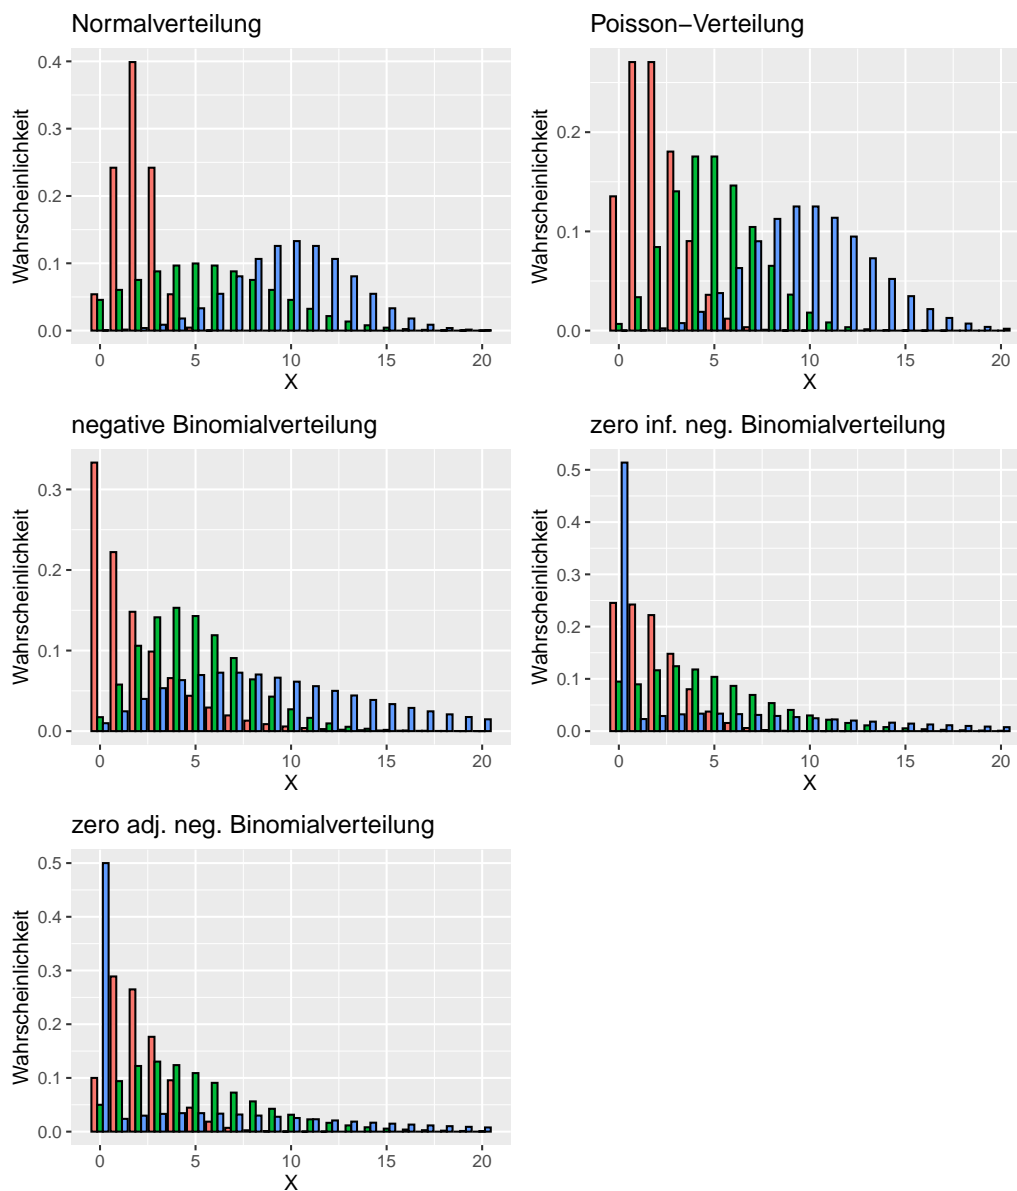 Normalverteilung
Wahrscheinlichkeit
0.4
0.3
0.2
0.1
0.0
0 5 10 15 20
X
Poisson−Verteilung
Wahrscheinlichkeit
0.2
0.1
0.0
0 5 10 15 20
X
negative Binomialverteilung
Wahrscheinlichkeit
0.3
0.2
0.1
0.0
0 5 10 15 20
X
zero inf. neg. Binomialverteilung
Wahrscheinlichkeit
0.5
0.4
0.3
0.2
0.1
0.0
0 5 10 15 20
X
zero adj. neg. Binomialverteilung
Wahrscheinlichkeit
0.5
0.4
0.3
0.2
0.1
0.0
0 5 10 15 20
X